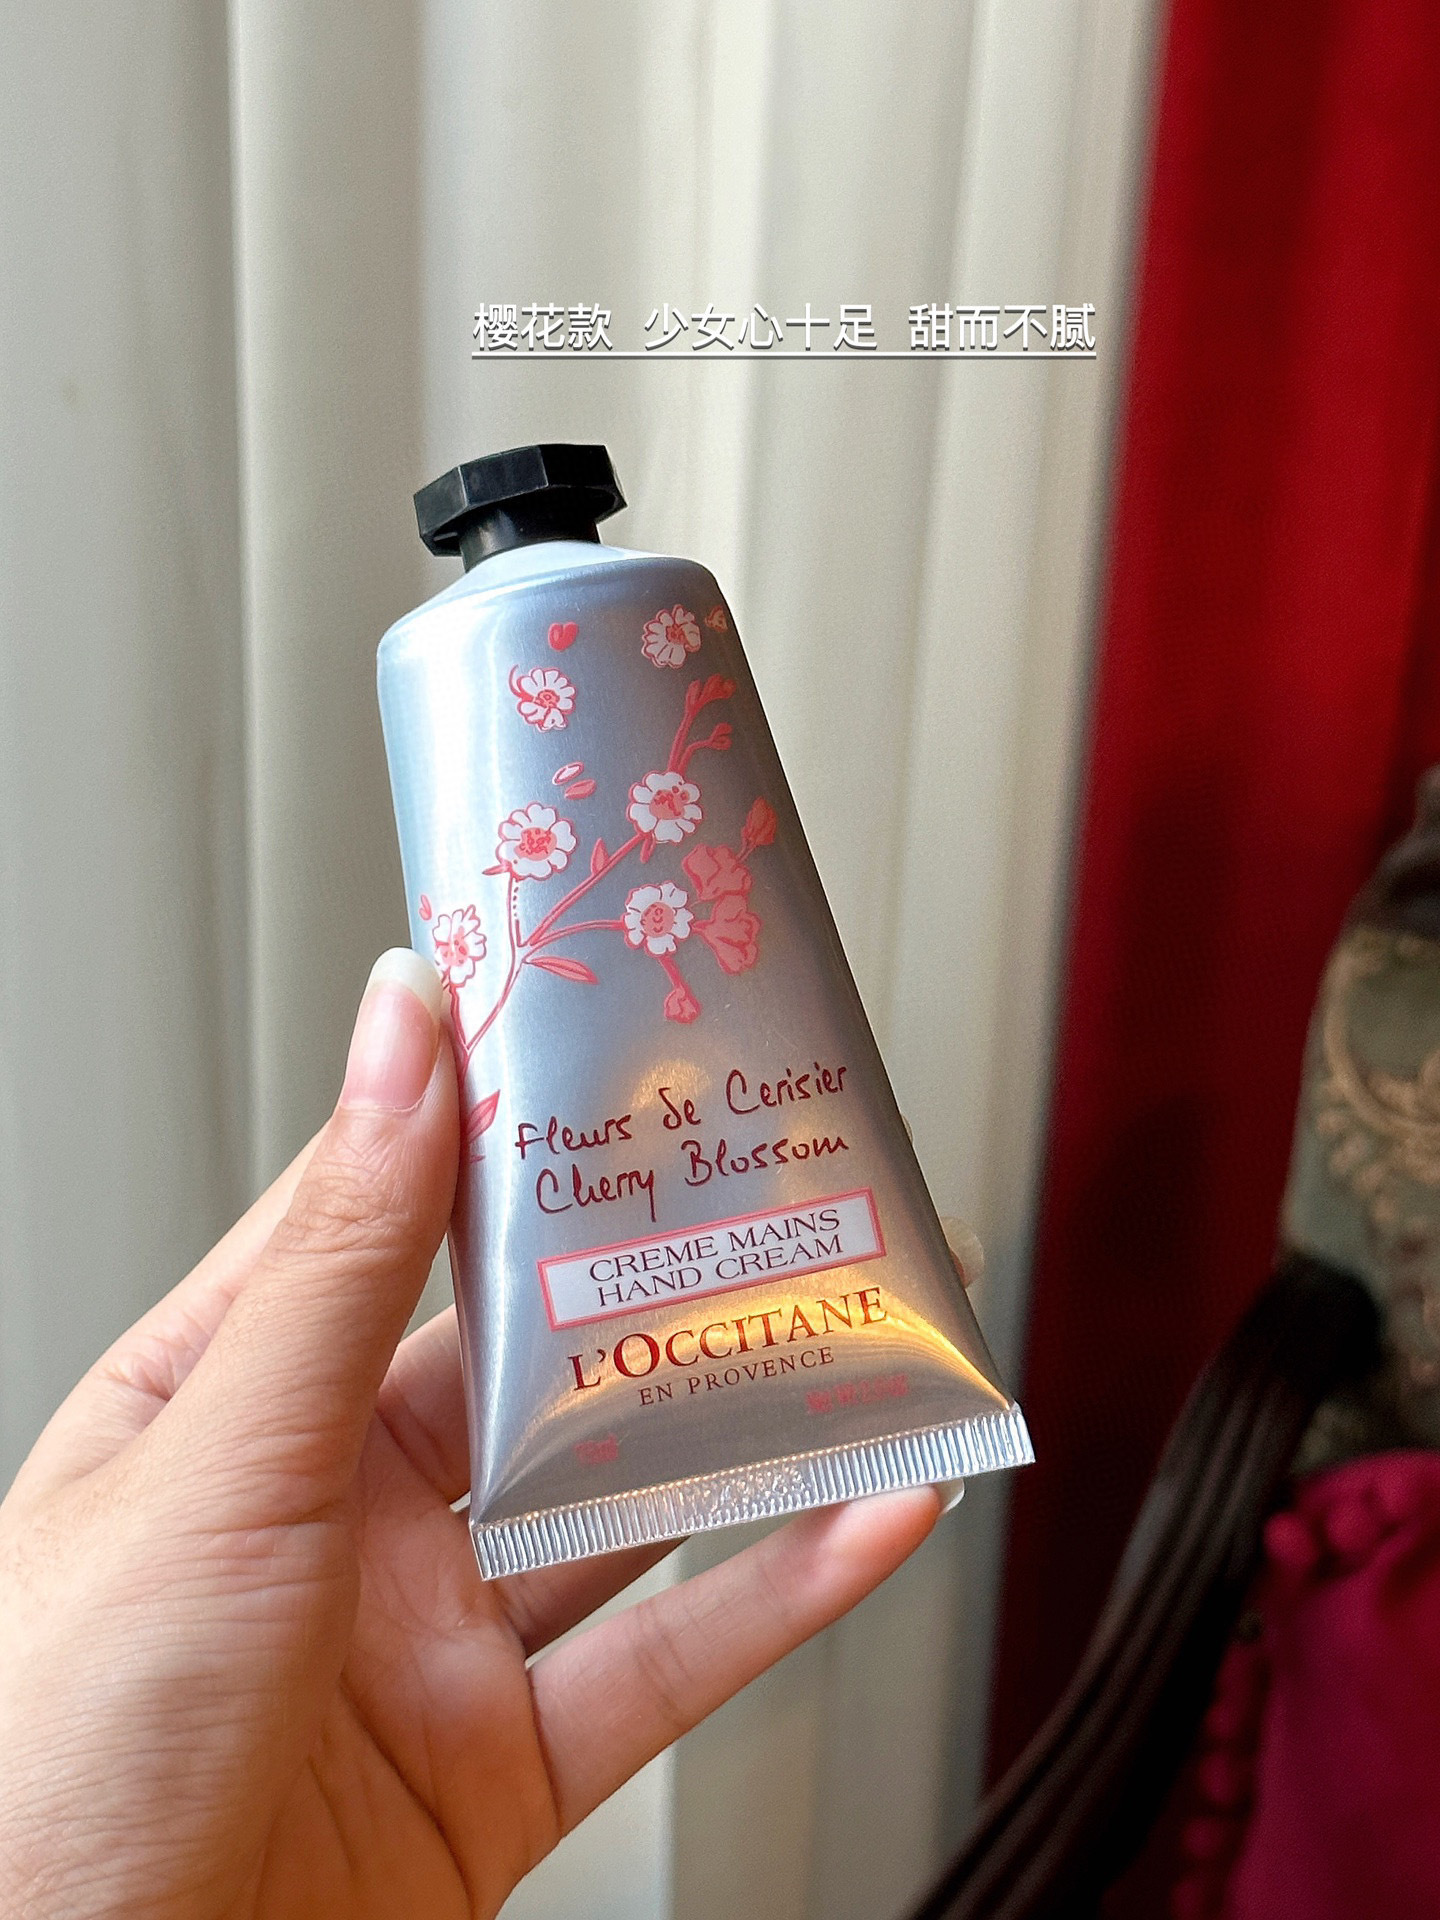 樱花款 少女心十足 甜而不腻
Fleurs de Cerisier
Cherry Blossom
CREME MAINS
HAND CREAM
L'OCCITANE
EN PROVENCE